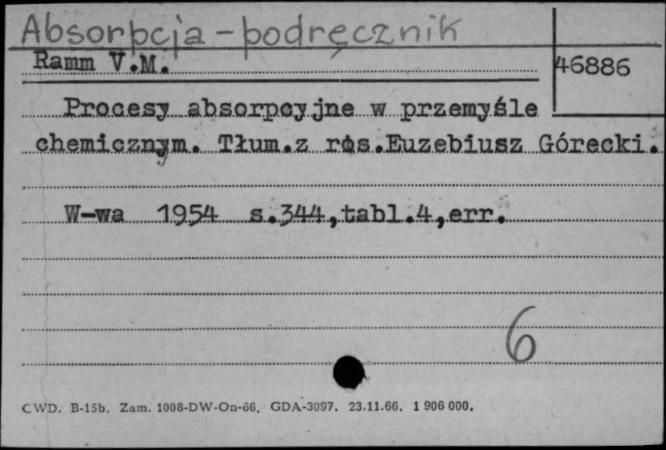 Absorpcja - podręcznik
Ramm V.M.
46886
Procesy absorpcyjne w przemyśle
chemicznym. Tłum.z ros.Euzebiusz Górecki.
W-wa 1954 s.344,tabl.4,err.
6
CWD. B-15b. Zam. 1008-DW-On-66. GDA-3097. 23.11.66. 1 906 000.